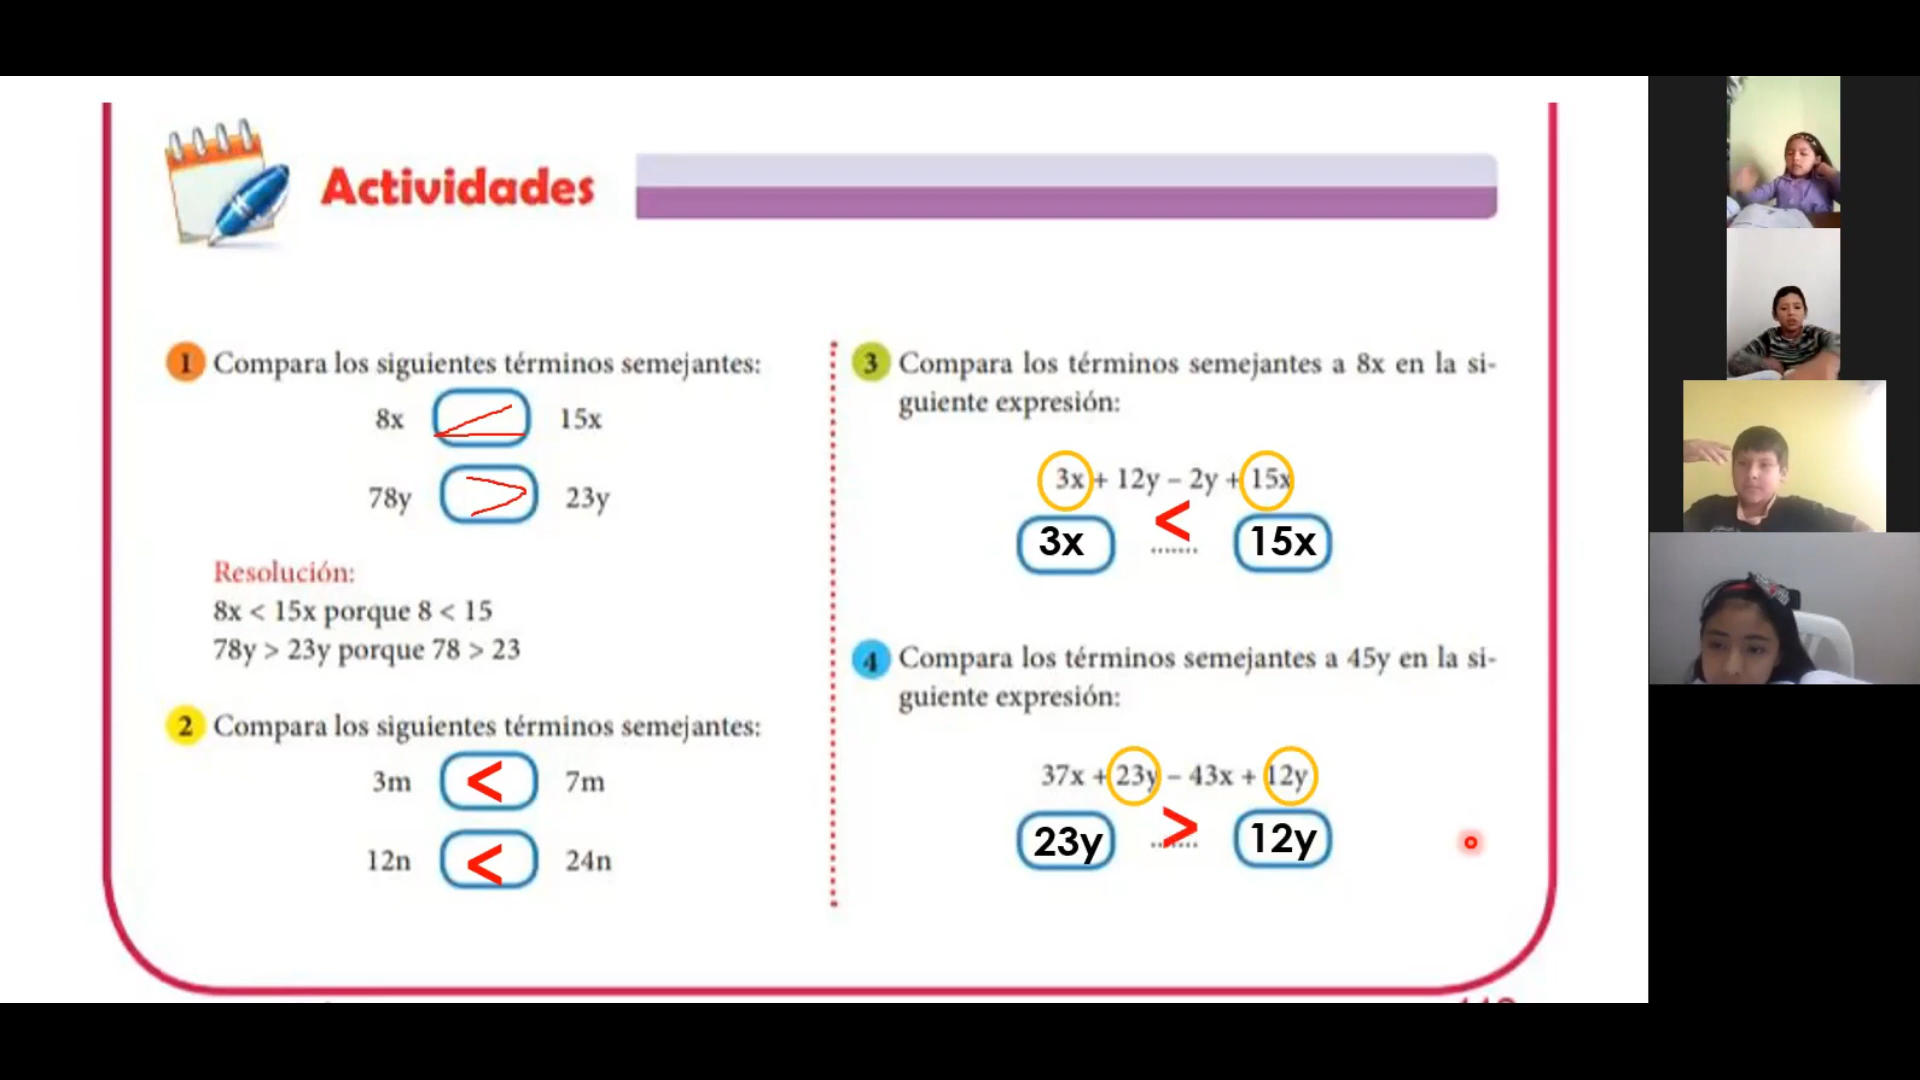 Actividades
1 Compara los siguientes términos semejantes:
8x < 15x
78y > 23y
Resolución:
8x < 15x porque 8 < 15
78y > 23y porque 78 > 23
2 Compara los siguientes términos semejantes:
3m < 7m
12n < 24n
3 Compara los términos semejantes a 8x en la si-
guiente expresión:
3x + 12y – 2y + 15x
3x < 15x
4 Compara los términos semejantes a 45y en la si-
guiente expresión:
37x + 23y – 43x + 12y
23y > 12y